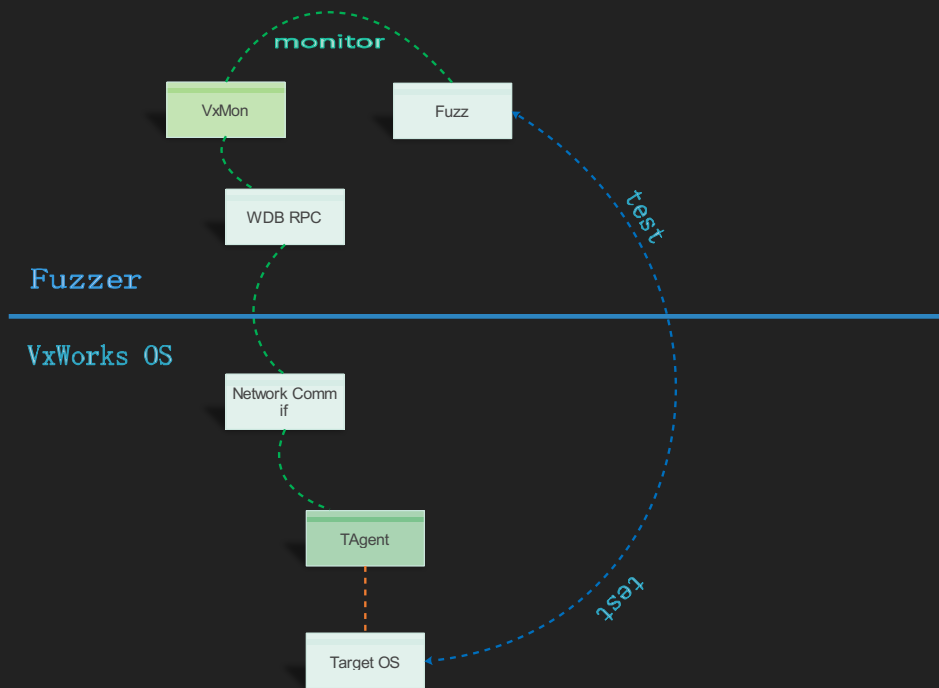 monitor
VxMon
Fuzz
WDB RPC
test
Fuzzer
VxWorks OS
Network Comm
if
TAgent
test
Target OS